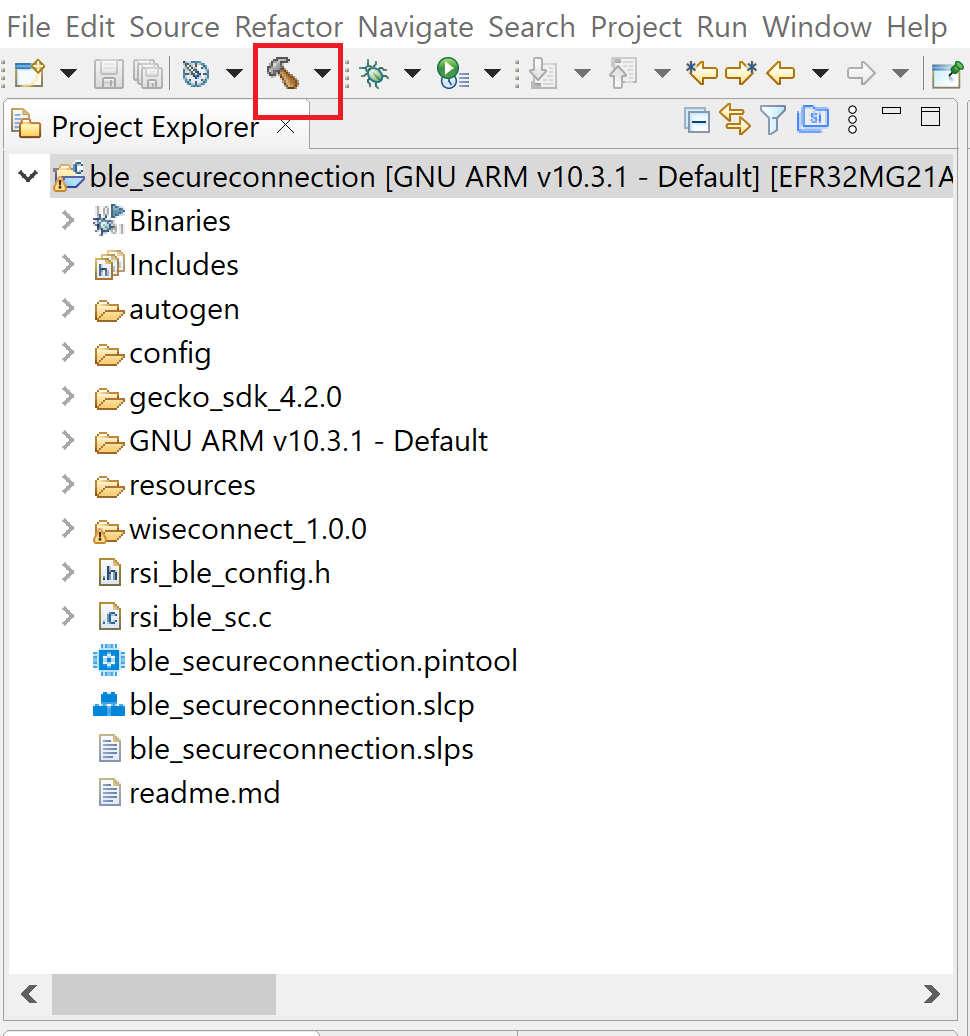 File Edit Source Refactor Navigate Search Project Run Window Help
Project Explorer
ble_secureconnection [GNU ARM v10.3.1 - Default] [EFR32MG21A
Binaries
Includes
autogen
config
gecko_sdk_4.2.0
GNU ARM v10.3.1 - Default
resources
wiseconnect_1.0.0
rsi_ble_config.h
rsi_ble_sc.c
ble_secureconnection.pintool
ble_secureconnection.slcp
ble_secureconnection.slps
readme.md